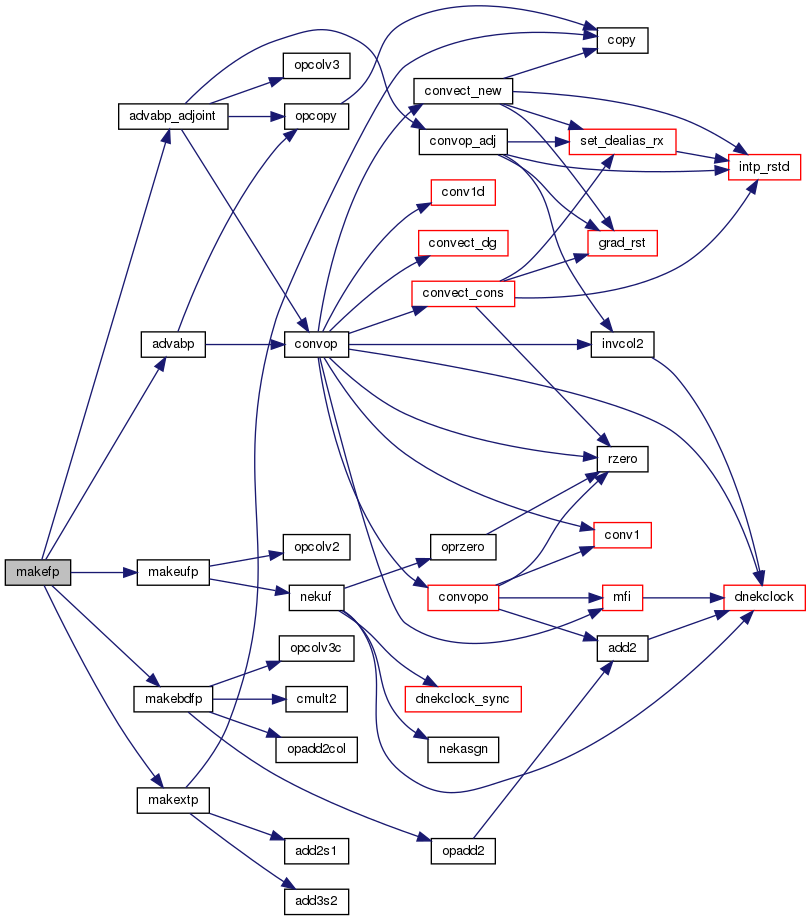 copy
opcolv3
convect_new
advabp_adjoint
opcopy
convop_adj
set_dealias_rx
intp_rstd
conv1d
convect_dg
grad_rst
convect_cons
advabp
convop
invcol2
rzero
conv1
opcolv2
oprzero
makefp
makeufp
nekuf
convopo
mfi
dnekclock
opcolv3c
add2
makebdfp
cmult2
dnekclock_sync
opadd2col
nekasgn
makextp
add2s1
opadd2
add3s2